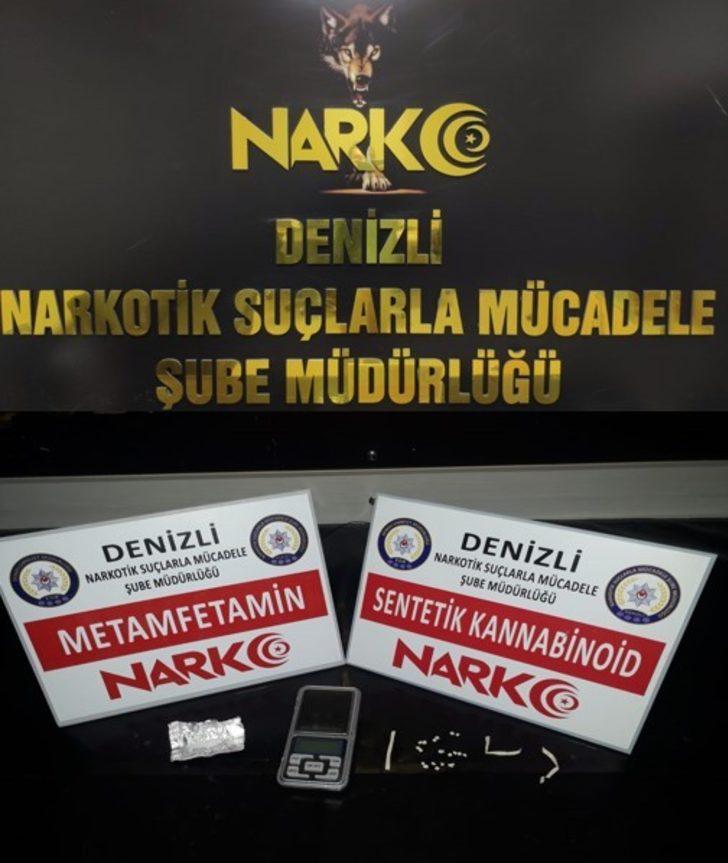 NARKO
DENİZLİ
NARKOTİK SUÇLARLA MÜCADELE
ŞUBE MÜDÜRLÜĞÜ
DENİZLİ
NARKOTİK SUÇLARLA MÜCADELE
ŞUBE MÜDÜRLÜĞÜ
METAMFETAMİN
NARKO
DENİZLİ
NARKOTİK SUÇLARLA MÜCADELE
ŞUBE MÜDÜRLÜĞÜ
SENTETİK KANNABİNOİD
NARKO